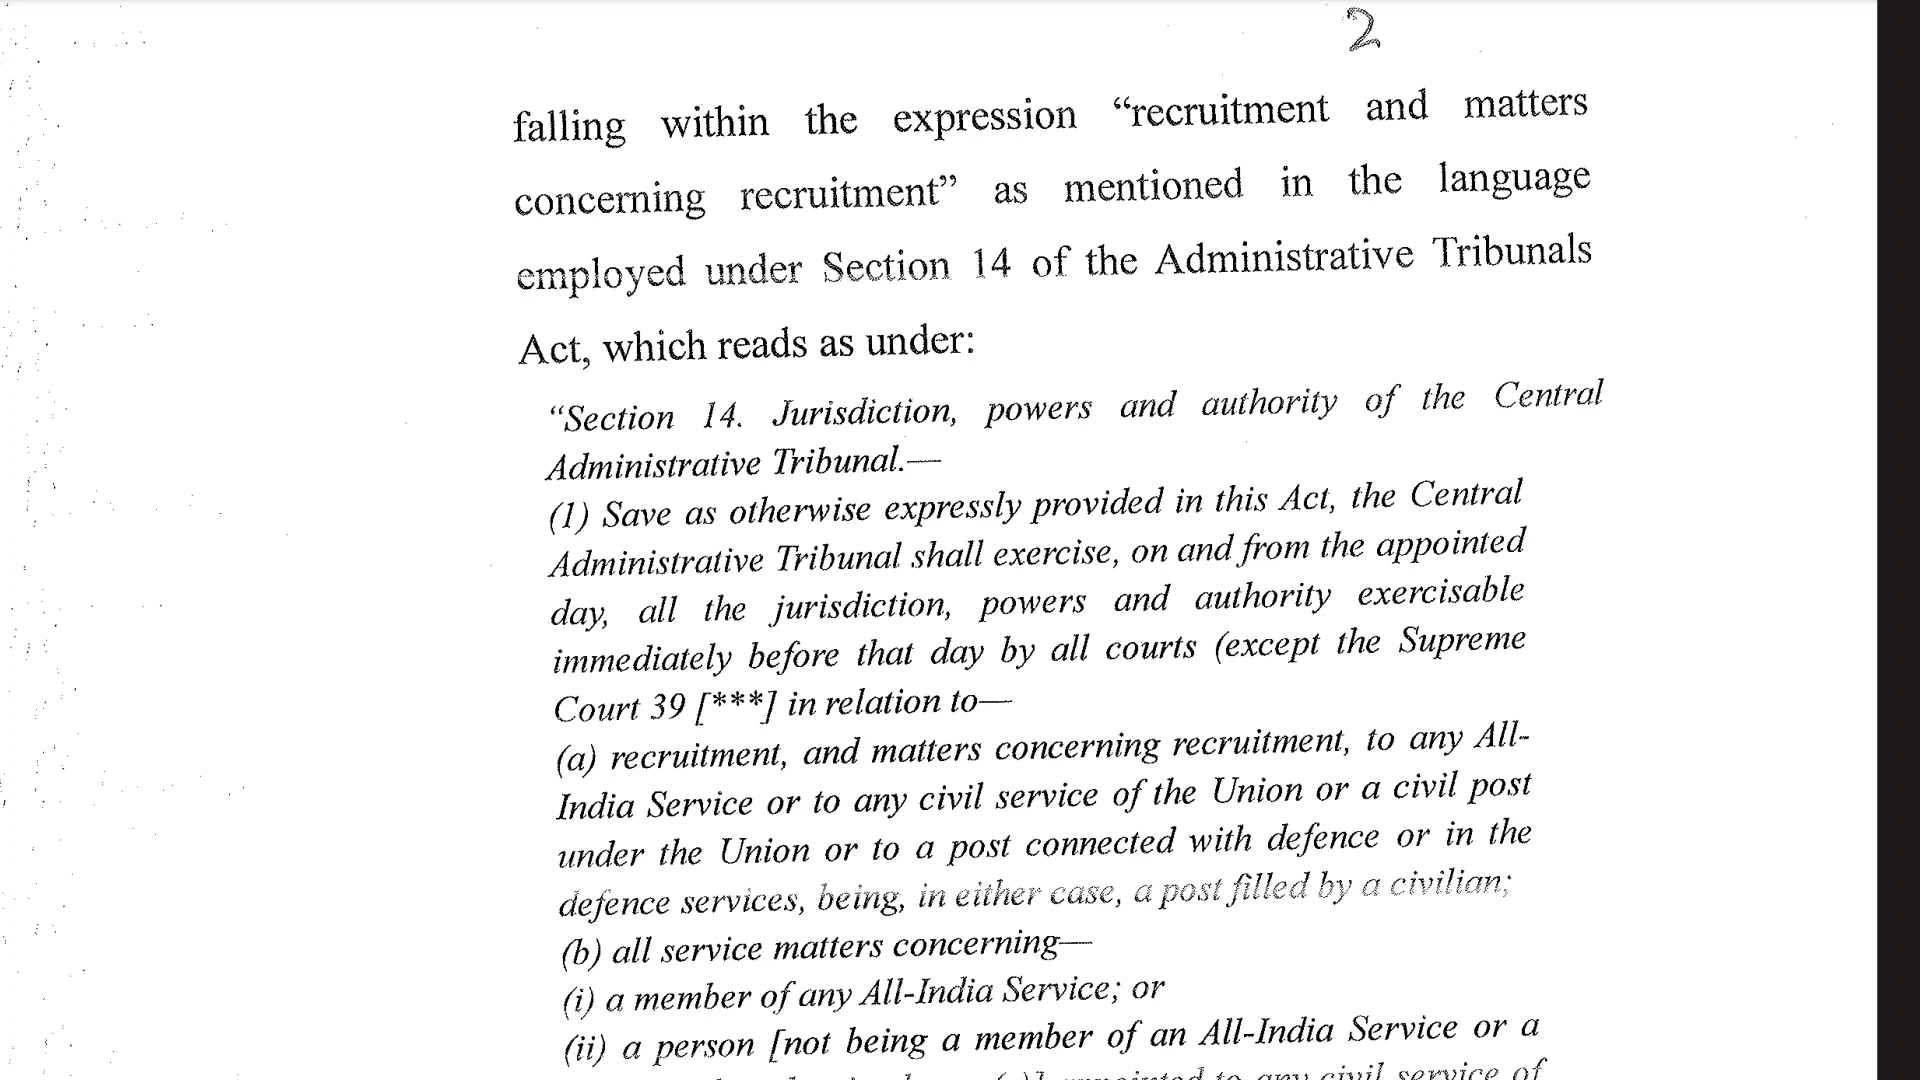 2
falling within the expression “recruitment and matters
concerning recruitment” as mentioned in the language
employed under Section 14 of the Administrative Tribunals
Act, which reads as under:
“Section 14. Jurisdiction, powers and authority of the Central
Administrative Tribunal.—
(1) Save as otherwise expressly provided in this Act, the Central
Administrative Tribunal shall exercise, on and from the appointed
day, all the jurisdiction, powers and authority exercisable
immediately before that day by all courts (except the Supreme
Court 39 [***] in relation to—
(a) recruitment, and matters concerning recruitment, to any All-
India Service or to any civil service of the Union or a civil post
under the Union or to a post connected with defence or in the
defence services, being, in either case, a post filled by a civilian;
(b) all service matters concerning—
(i) a member of any All-India Service; or
(ii) a person [not being a member of an All-India Service or a
appointed to any civil service of